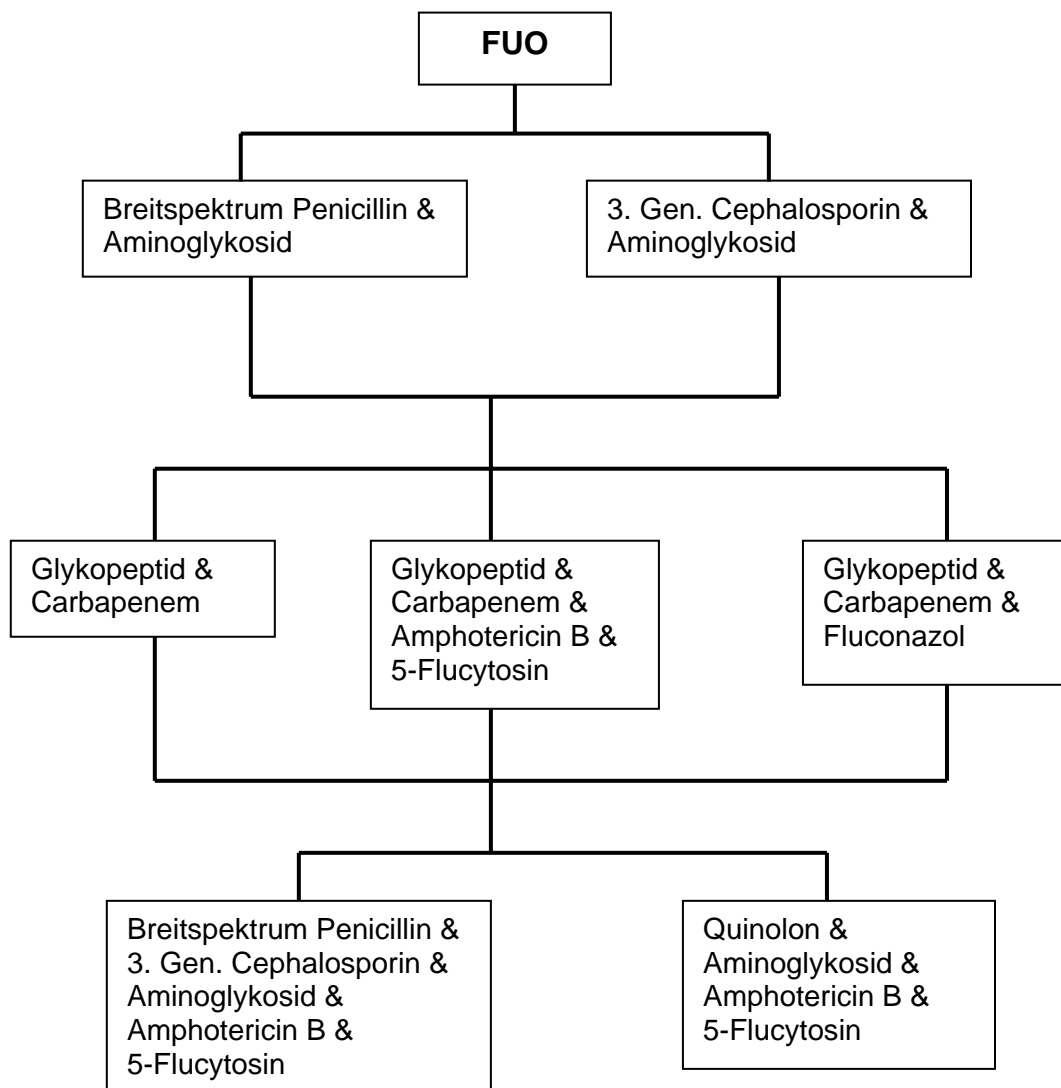 FUO
Breitspektrum Penicillin &
Aminoglykosid
3. Gen. Cephalosporin &
Aminoglykosid
Glykopeptid &
Carbapenem
Glykopeptid &
Carbapenem &
Amphotericin B &
5-Flucytosin
Glykopeptid &
Carbapenem &
Fluconazol
Breitspektrum Penicillin &
3. Gen. Cephalosporin &
Aminoglykosid &
Amphotericin B &
5-Flucytosin
Quinolon &
Aminoglykosid &
Amphotericin B &
5-Flucytosin